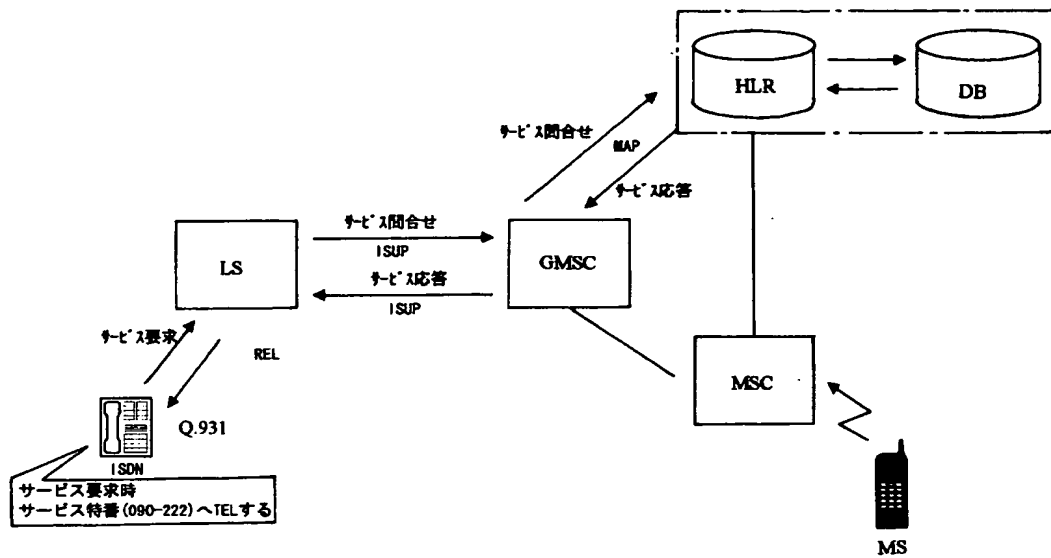 HLR
DB
サービス問合せ
MAP
サービス応答
サービス問合せ
ISUP
LS
GMSC
サービス応答
ISUP
サービス要求
REL
MSC
Q.931
ISDN
サービス要求時
サービス特番(090-222)へTELする
MS